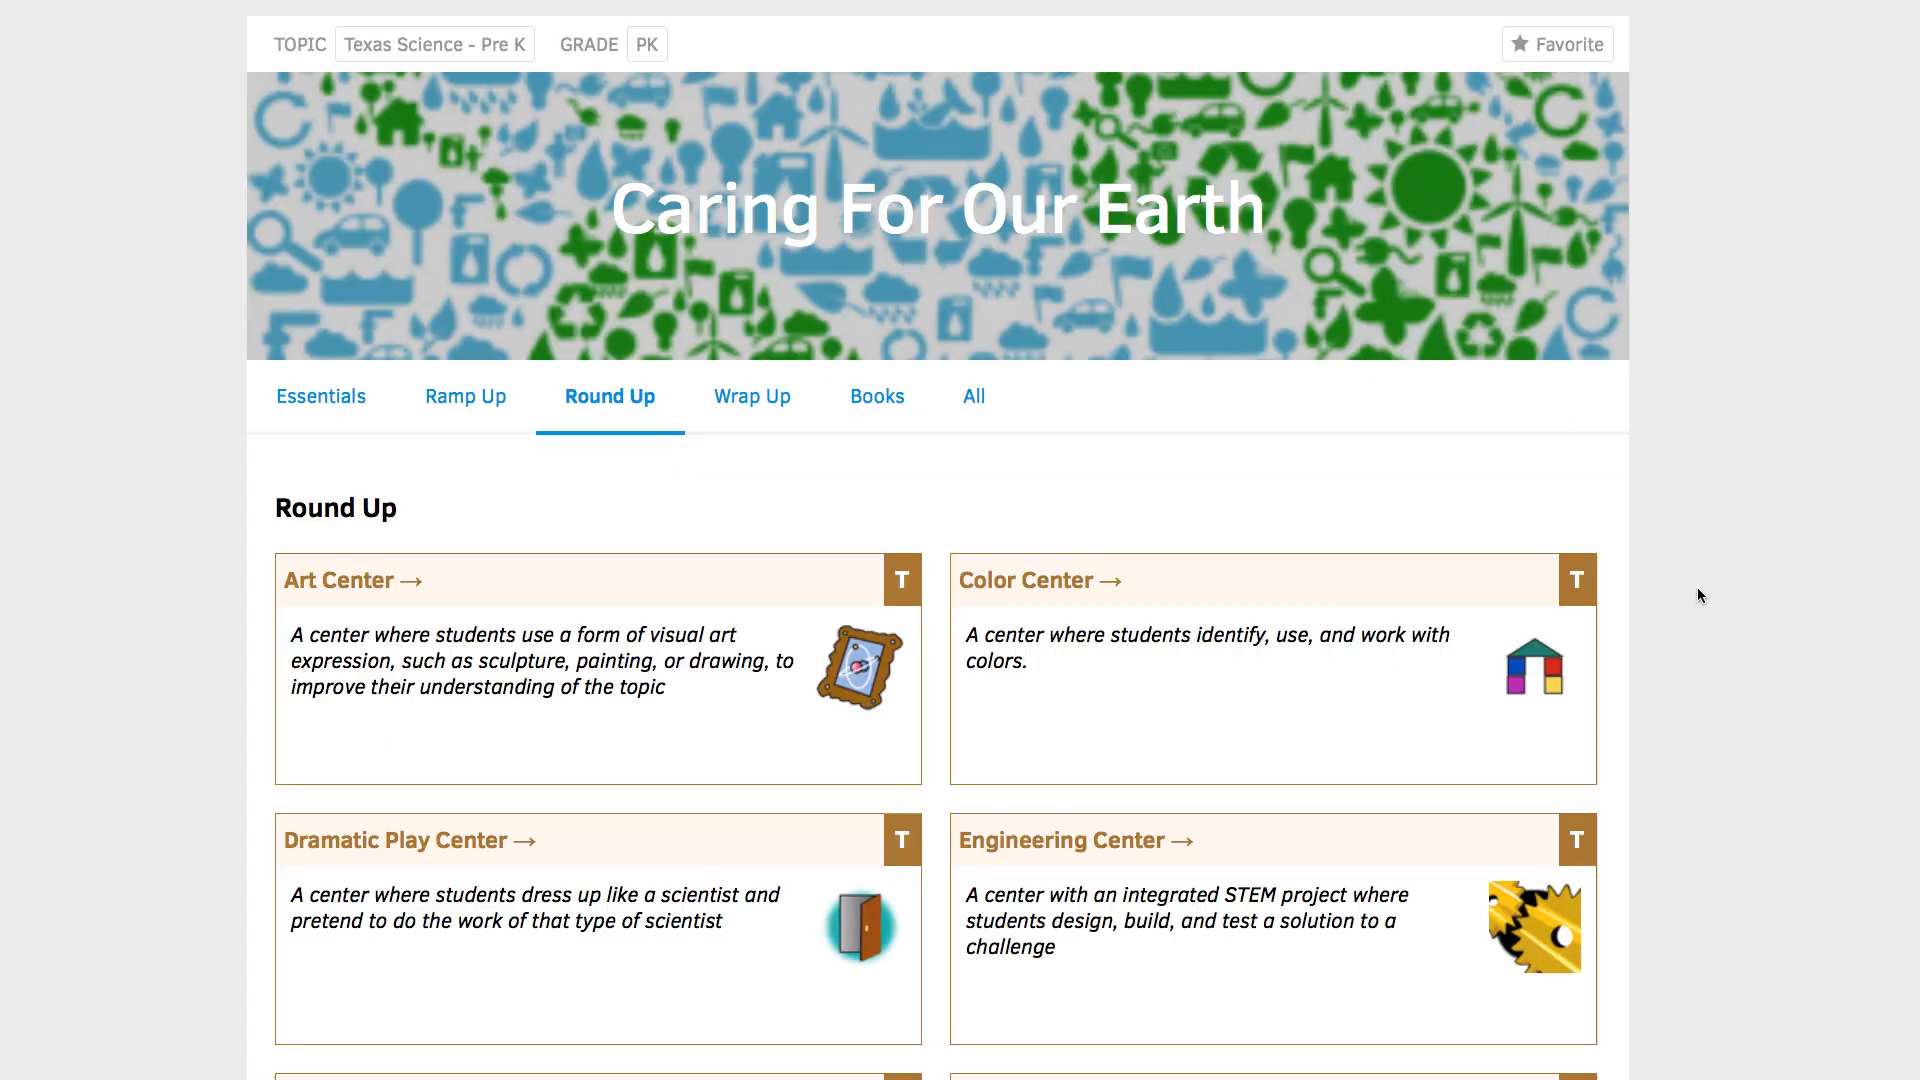 TOPIC Texas Science - Pre K GRADE PK Favorite
Caring For Our Earth
Essentials Ramp Up Round Up Wrap Up Books All
Round Up
Art Center → T
A center where students use a form of visual art
expression, such as sculpture, painting, or drawing, to
improve their understanding of the topic
Color Center → T
A center where students identify, use, and work with
colors.
Dramatic Play Center → T
A center where students dress up like a scientist and
pretend to do the work of that type of scientist
Engineering Center → T
A center with an integrated STEM project where
students design, build, and test a solution to a
challenge